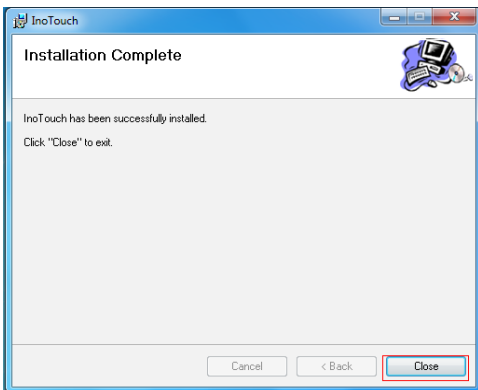 InoTouch
Installation Complete
InoTouch has been successfully installed.
Click "Close" to exit.
Cancel
< Back
Close